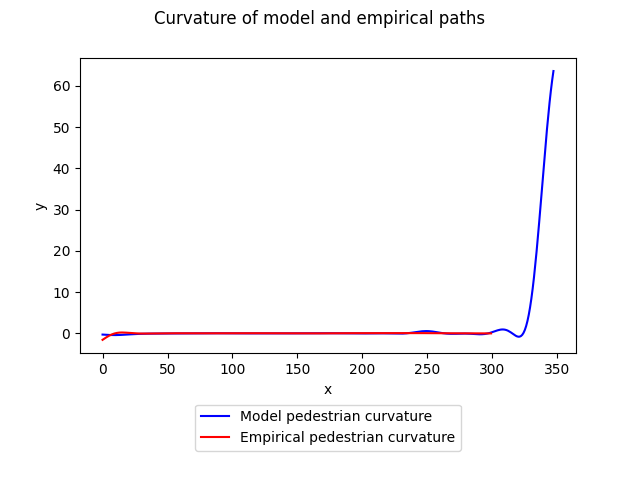 Curvature of model and empirical paths
60
50
40
30
20
10
0
y
0 50 100 150 200 250 300 350
x
Model pedestrian curvature
Empirical pedestrian curvature